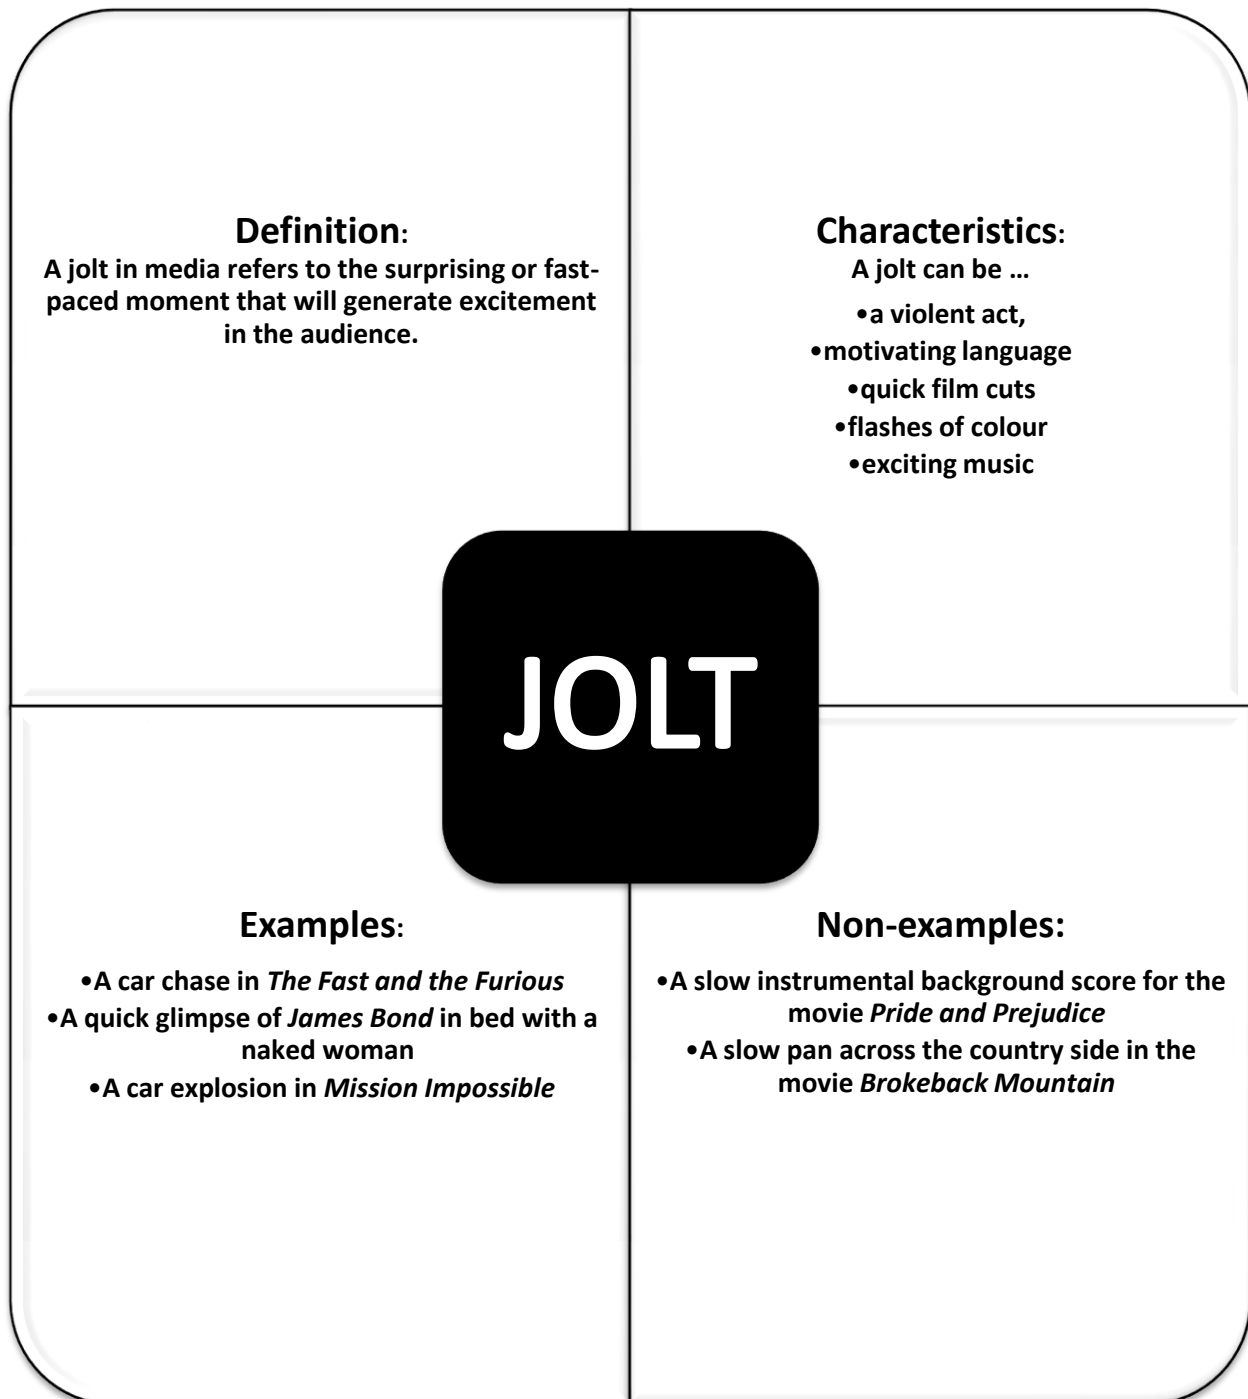 Definition:
A jolt in media refers to the surprising or fast-
paced moment that will generate excitement
in the audience.
Characteristics:
A jolt can be …
•a violent act,
•motivating language
•quick film cuts
•flashes of colour
•exciting music
JOLT
Examples:
•A car chase in The Fast and the Furious
•A quick glimpse of James Bond in bed with a
naked woman
•A car explosion in Mission Impossible
Non-examples:
•A slow instrumental background score for the
movie Pride and Prejudice
•A slow pan across the country side in the
movie Brokeback Mountain